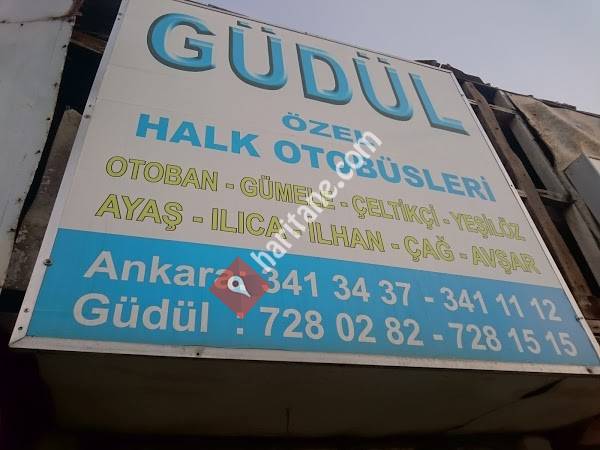 GÜDÜL
ÖZEL
HALK OTOBÜSLERİ
OTOBAN - GÜMELE - ÇELTİKÇİ - YEŞİLÖZ
AYAŞ - ILICA - İLHAN - ÇAĞ - AVŞAR
Ankara : 341 34 37 - 341 11 12
Güdül : 728 02 82 - 728 15 15
haritane.com